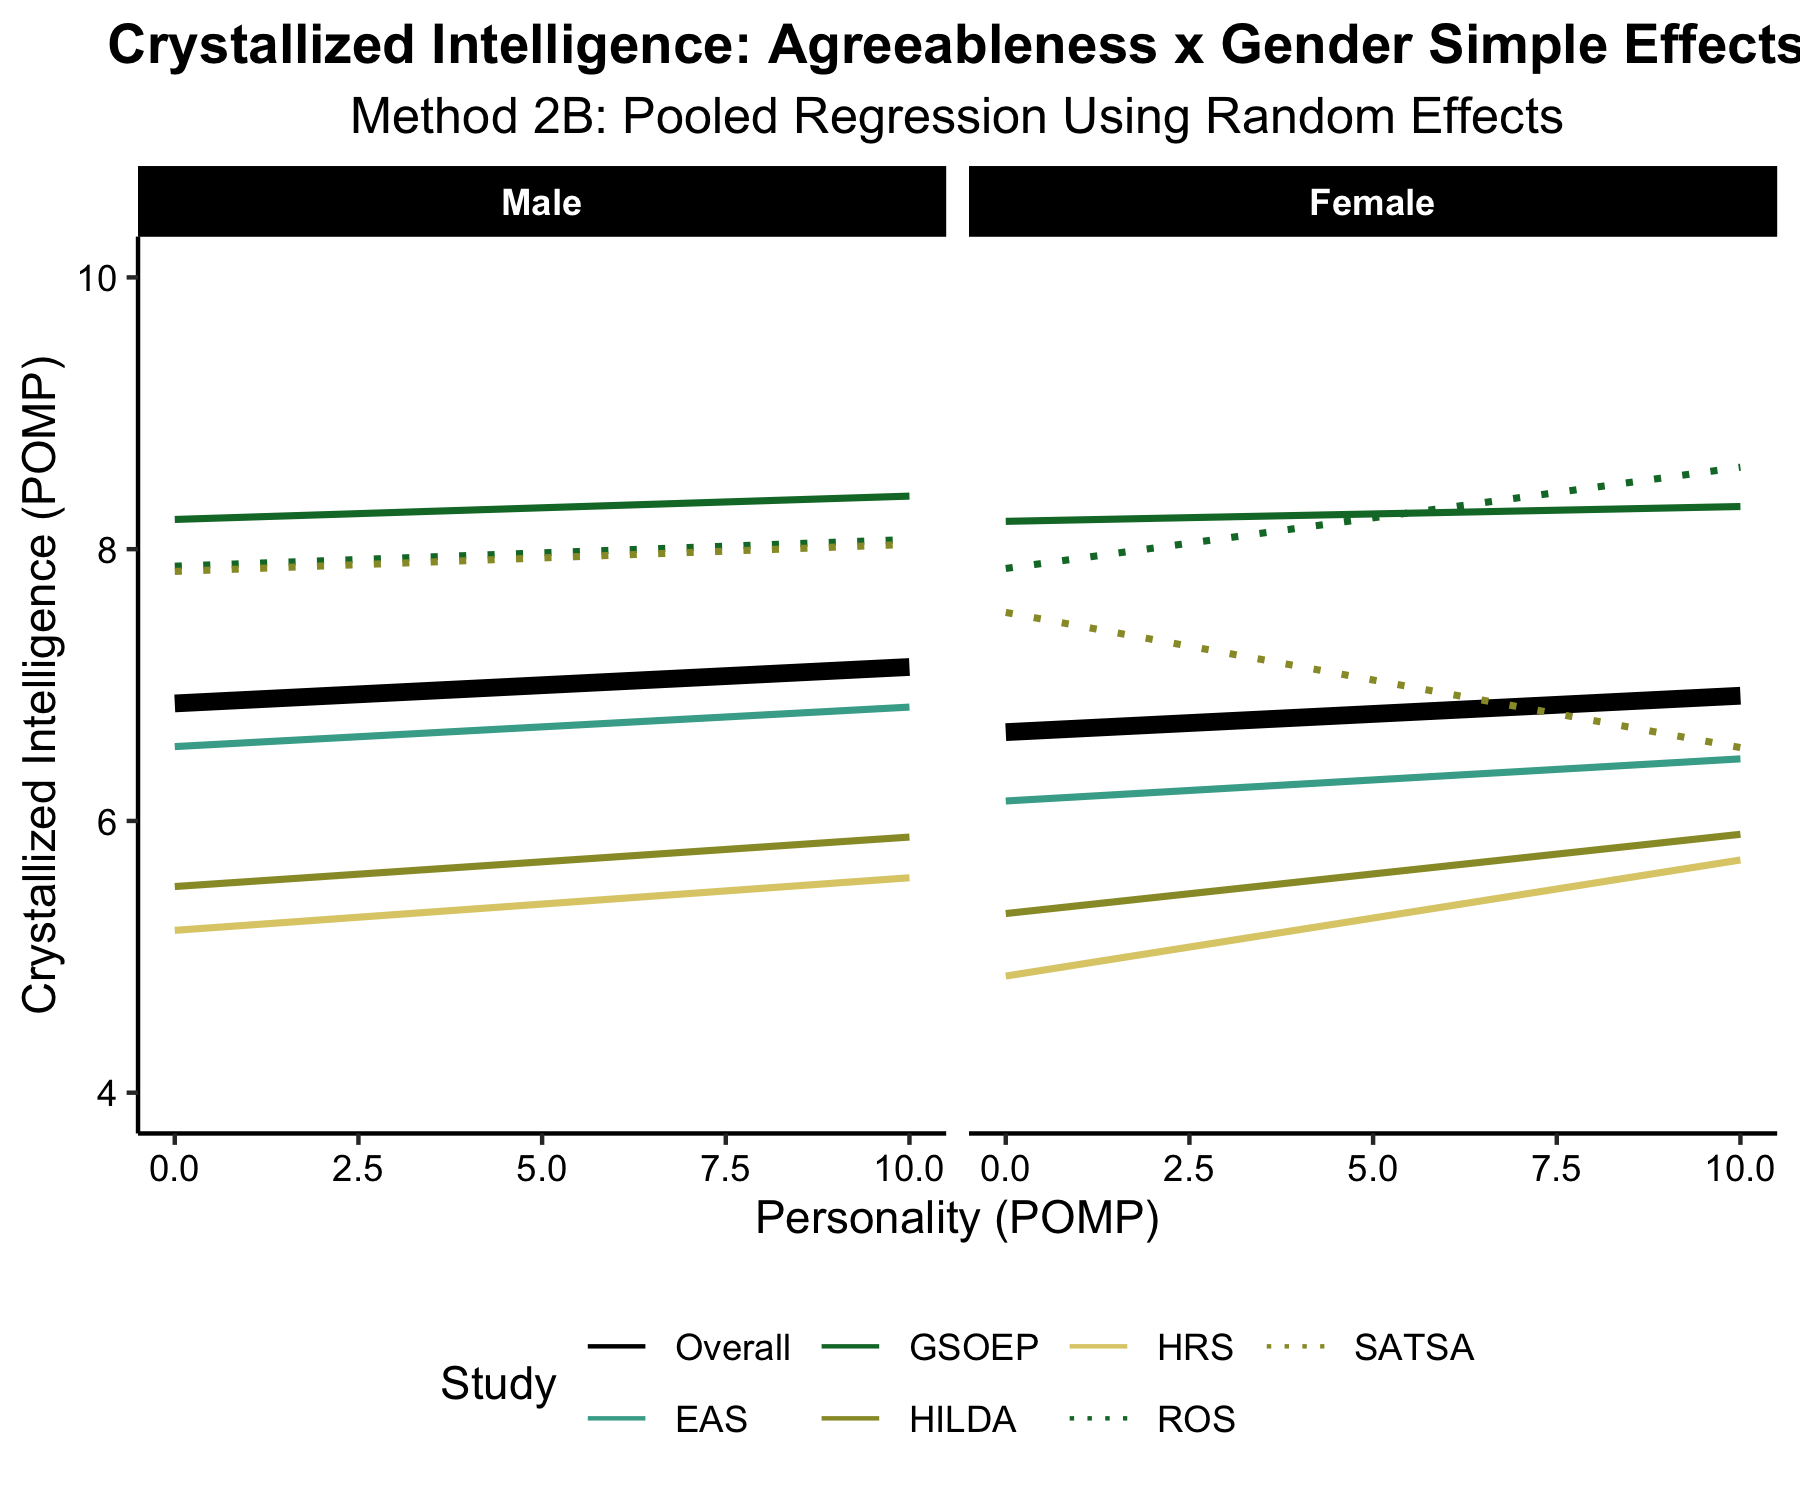 Crystallized Intelligence: Agreeableness x Gender Simple Effects
Method 2B: Pooled Regression Using Random Effects
Male
Female
Crystallized Intelligence (POMP)
10
8
6
4
0.0 2.5 5.0 7.5 10.0
0.0 2.5 5.0 7.5 10.0
Personality (POMP)
Study
Overall GSOEP HRS SATSA
EAS HILDA ROS